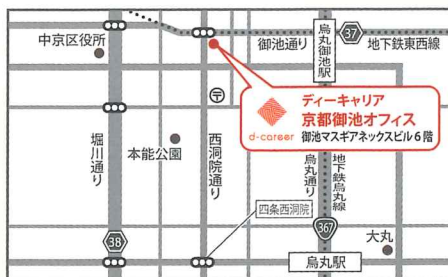 中京区役所
御池通り
烏丸御池駅
37
地下鉄東西線
〒
d-career
ディーキャリア
京都御池オフィス
御池マスギアネックスビル6階
堀川通り
本能公園
西洞院通り
四条西洞院
烏丸通り
地下鉄烏丸線
367
大丸
38
烏丸駅